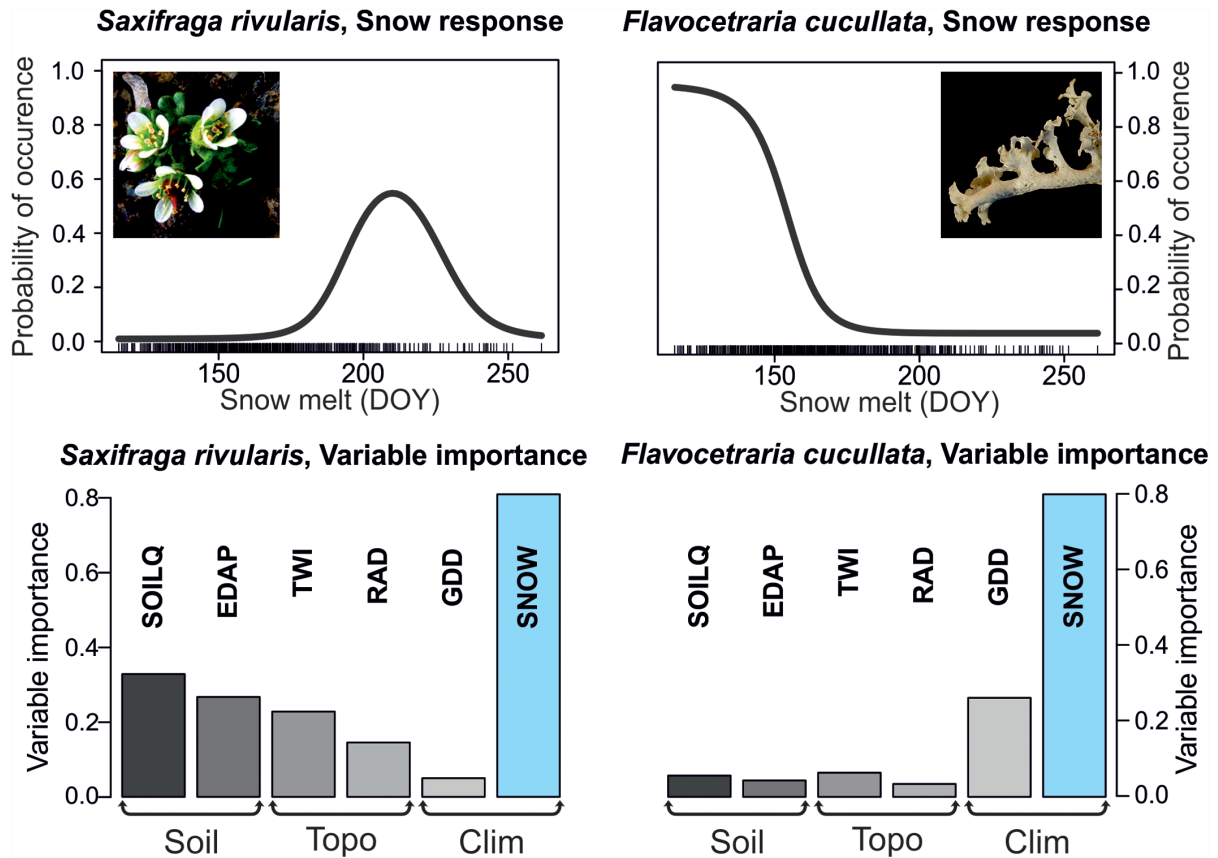 Saxifraga rivularis, Snow response
Probability of occurence
1.0
0.8
0.6
0.4
0.2
0.0
150 200 250
Snow melt (DOY)
Flavocetraria cucullata, Snow response
1.0
0.8
0.6
0.4
0.2
0.0
Probability of occurence
150 200 250
Snow melt (DOY)
Saxifraga rivularis, Variable importance
Variable importance
0.8
0.6
0.4
0.2
0.0
SOILQ
EDAP
TWI
RAD
GDD
SNOW
Soil Topo Clim
Flavocetraria cucullata, Variable importance
SOILQ
EDAP
TWI
RAD
GDD
SNOW
0.8
0.6
0.4
0.2
0.0
Variable importance
Soil Topo Clim